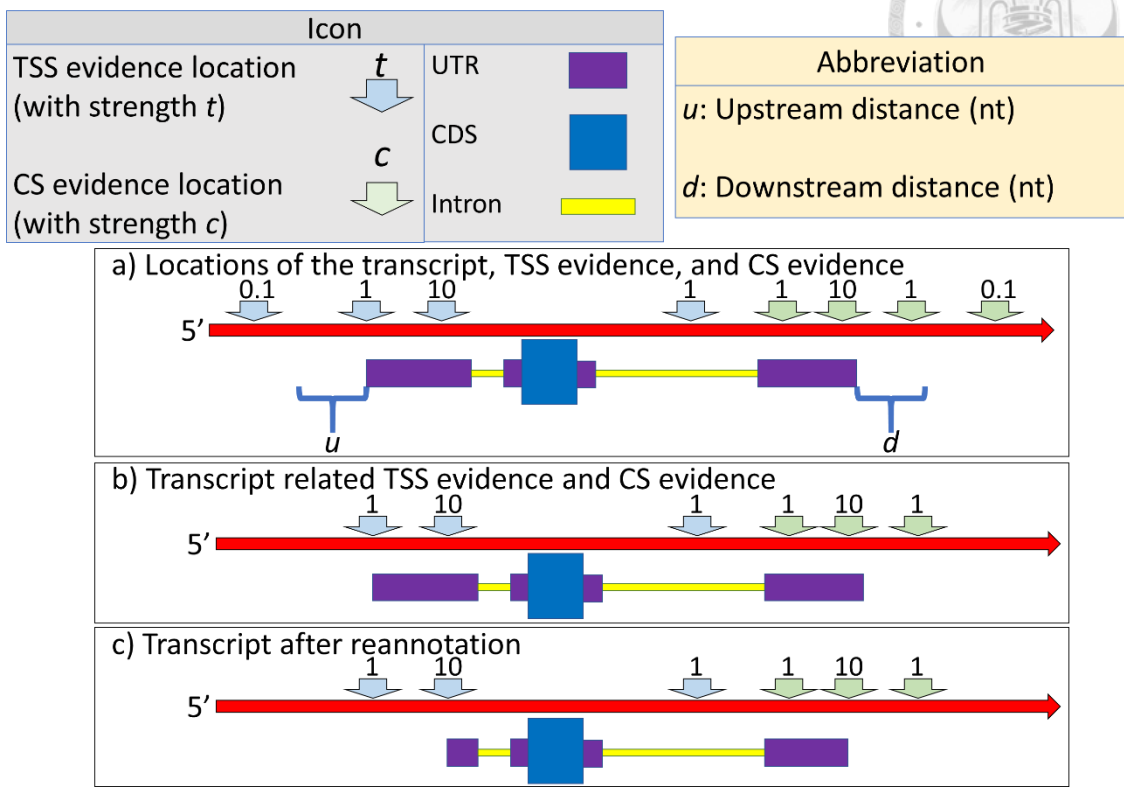 Icon
TSS evidence location
(with strength t)
t
CS evidence location
(with strength c)
c
UTR
CDS
Intron
Abbreviation
u: Upstream distance (nt)
d: Downstream distance (nt)
a) Locations of the transcript, TSS evidence, and CS evidence
0.1 1 10 1 1 10 1 0.1
5’
u d
b) Transcript related TSS evidence and CS evidence
1 10 1 1 10 1
5’
c) Transcript after reannotation
1 10 1 1 10 1
5’